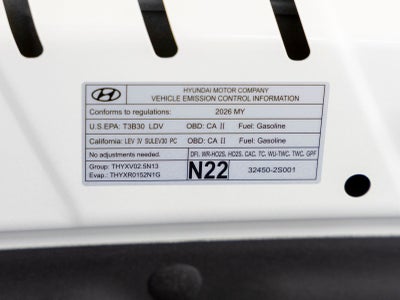 HYUNDAI MOTOR COMPANY
VEHICLE EMISSION CONTROL INFORMATION
Conforms to regulations: 2026 MY
U.S.EPA: T3B30 LDV OBD: CA II Fuel: Gasoline
California: LEV IV SULEV30 PC OBD: CA II Fuel: Gasoline
No adjustments needed. DFI, WR-HO2S, HO2S, CAC, TC, WU-TWC, TWC, GPF
Group: THYXV02.5N13
Evap.: THYXR0152N1G
N22 32450-2S001